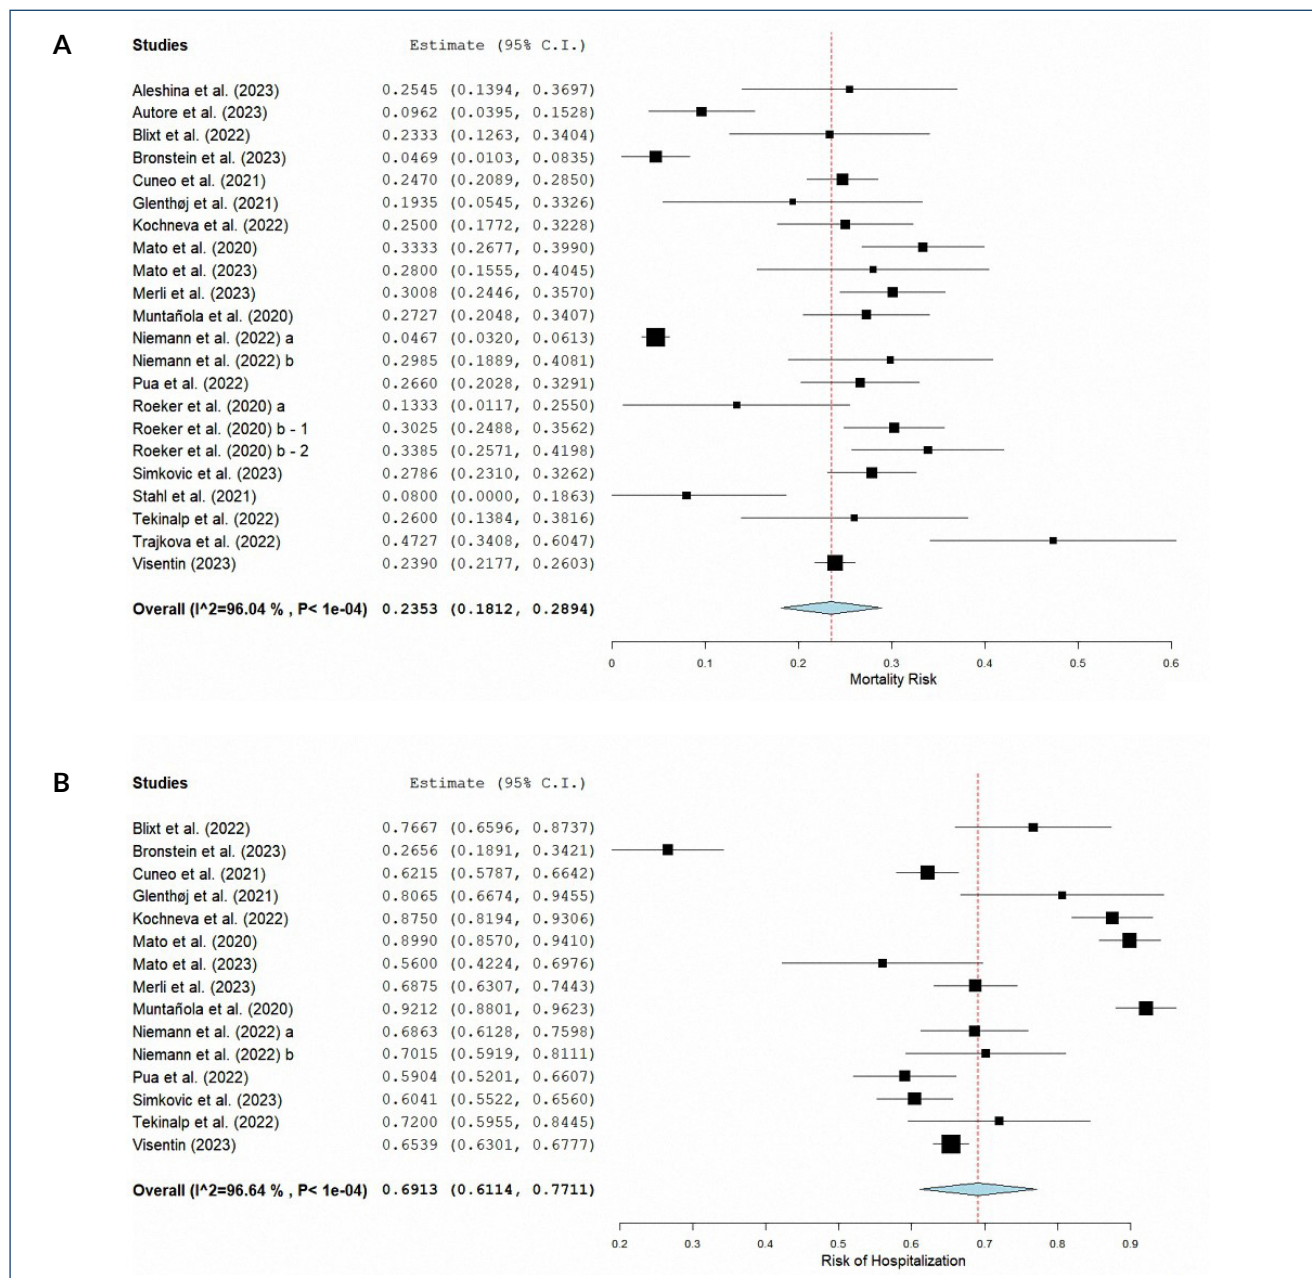 A
Studies Estimate (95% C.I.)
Aleshina et al. (2023) 0.2545 (0.1394, 0.3697)
Autore et al. (2023) 0.0962 (0.0395, 0.1528)
Blixt et al. (2022) 0.2333 (0.1263, 0.3404)
Bronstein et al. (2023) 0.0469 (0.0103, 0.0835)
Cuneo et al. (2021) 0.2470 (0.2089, 0.2850)
Glenthøj et al. (2021) 0.1935 (0.0545, 0.3326)
Kochneva et al. (2022) 0.2500 (0.1772, 0.3228)
Mato et al. (2020) 0.3333 (0.2677, 0.3990)
Mato et al. (2023) 0.2800 (0.1555, 0.4045)
Merli et al. (2023) 0.3008 (0.2446, 0.3570)
Muntañola et al. (2020) 0.2727 (0.2048, 0.3407)
Niemann et al. (2022) a 0.0467 (0.0320, 0.0613)
Niemann et al. (2022) b 0.2985 (0.1889, 0.4081)
Pua et al. (2022) 0.2660 (0.2028, 0.3291)
Roeker et al. (2020) a 0.1333 (0.0117, 0.2550)
Roeker et al. (2020) b - 1 0.3025 (0.2488, 0.3562)
Roeker et al. (2020) b - 2 0.3385 (0.2571, 0.4198)
Simkovic et al. (2023) 0.2786 (0.2310, 0.3262)
Stahl et al. (2021) 0.0800 (0.0000, 0.1863)
Tekinalp et al. (2022) 0.2600 (0.1384, 0.3816)
Trajkova et al. (2022) 0.4727 (0.3408, 0.6047)
Visentin (2023) 0.2390 (0.2177, 0.2603)
Overall (I^2=96.04 % , P< 1e-04) 0.2353 (0.1812, 0.2894)
0 0.1 0.2 0.3 0.4 0.5 0.6
Mortality Risk
B
Studies Estimate (95% C.I.)
Blixt et al. (2022) 0.7667 (0.6596, 0.8737)
Bronstein et al. (2023) 0.2656 (0.1891, 0.3421)
Cuneo et al. (2021) 0.6215 (0.5787, 0.6642)
Glenthøj et al. (2021) 0.8065 (0.6674, 0.9455)
Kochneva et al. (2022) 0.8750 (0.8194, 0.9306)
Mato et al. (2020) 0.8990 (0.8570, 0.9410)
Mato et al. (2023) 0.5600 (0.4224, 0.6976)
Merli et al. (2023) 0.6875 (0.6307, 0.7443)
Muntañola et al. (2020) 0.9212 (0.8801, 0.9623)
Niemann et al. (2022) a 0.6863 (0.6128, 0.7598)
Niemann et al. (2022) b 0.7015 (0.5919, 0.8111)
Pua et al. (2022) 0.5904 (0.5201, 0.6607)
Simkovic et al. (2023) 0.6041 (0.5522, 0.6560)
Tekinalp et al. (2022) 0.7200 (0.5955, 0.8445)
Visentin (2023) 0.6539 (0.6301, 0.6777)
Overall (I^2=96.64 % , P< 1e-04) 0.6913 (0.6114, 0.7711)
0.2 0.3 0.4 0.5 0.6 0.7 0.8 0.9
Risk of Hospitalization